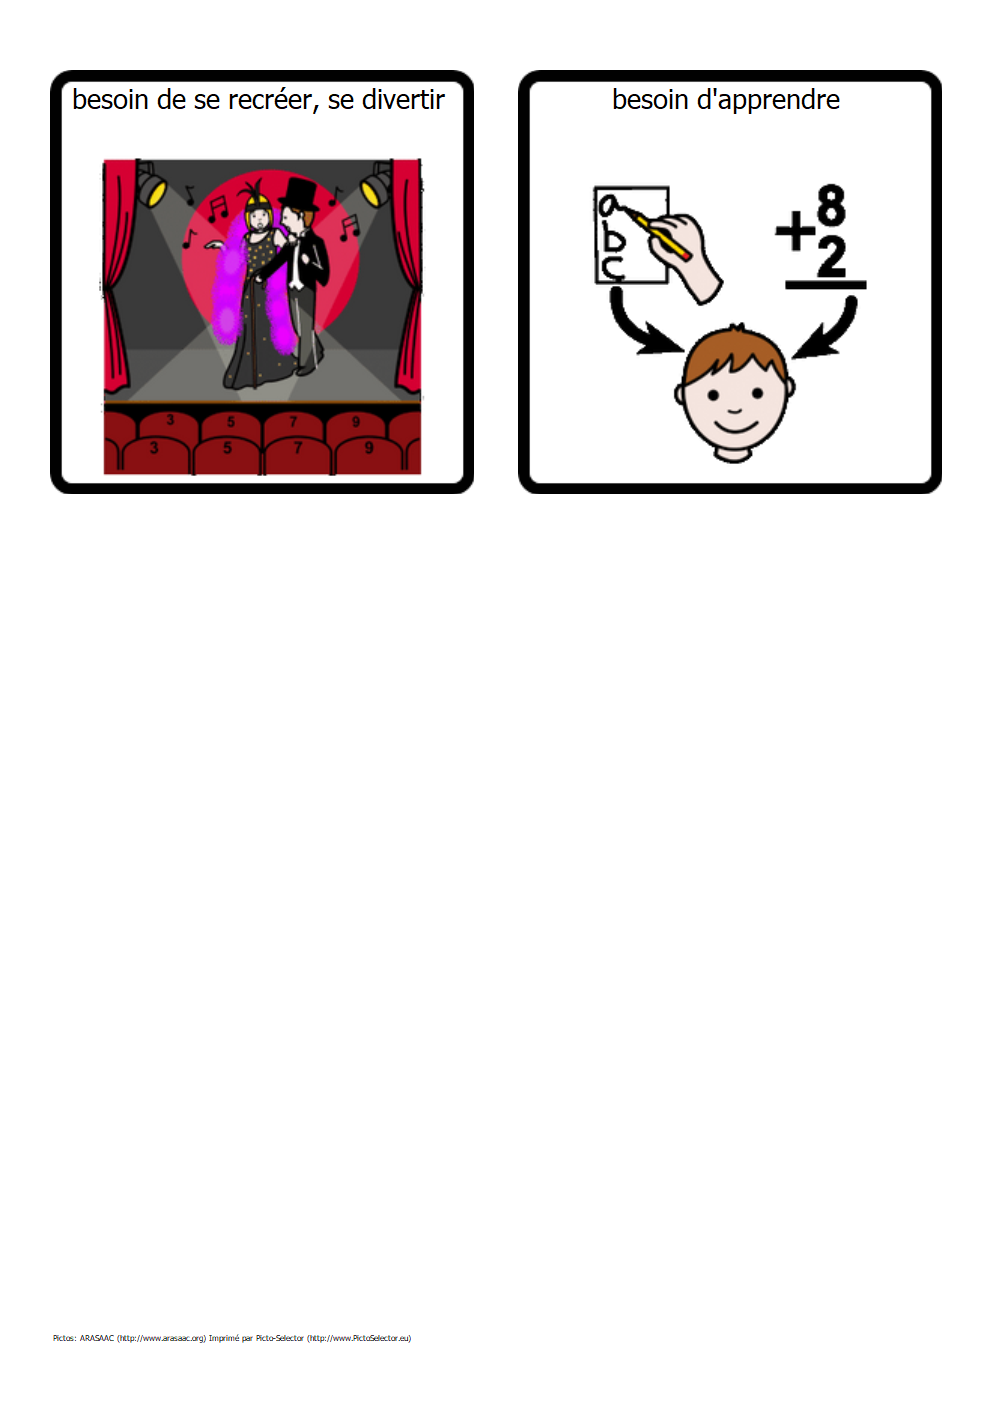 besoin de se recréer, se divertir
3 5 7 9
3 5 7 9
besoin d'apprendre
a
b
c
+8
2
Pictos: ARASAAC (http://www.arasaac.org) Imprimé par Picto-Selector (http://www.PictoSelector.eu)